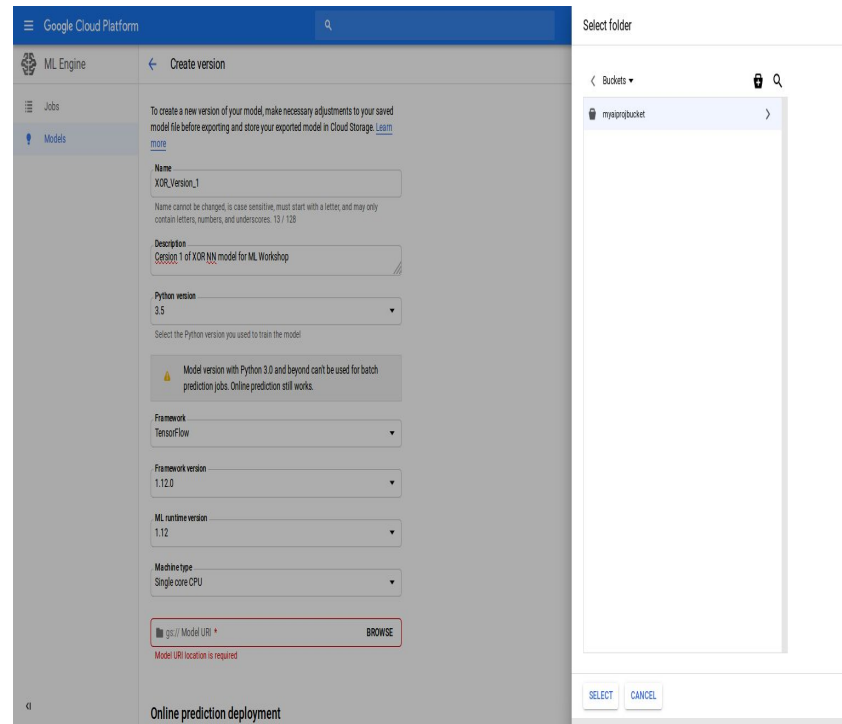 Google Cloud Platform
ML Engine
Jobs
Models
Create version
To create a new version of your model, make necessary adjustments to your saved
model file before exporting and store your exported model in Cloud Storage. Learn
more
Name
XOR_Version_1
Name cannot be changed, is case sensitive, must start with a letter, and may only
contain letters, numbers, and underscores. 13 / 128
Description
Cersion 1 of XOR NN model for ML Workshop
Python version
3.5
Select the Python version you used to train the model
Model version with Python 3.0 and beyond can't be used for batch
prediction jobs. Online prediction still works.
Framework
TensorFlow
Framework version
1.12.0
ML runtime version
1.12
Machine type
Single core CPU
gs:// Model URI * BROWSE
Model URI location is required
Online prediction deployment
Select folder
Buckets
myaiprojbucket
SELECT CANCEL